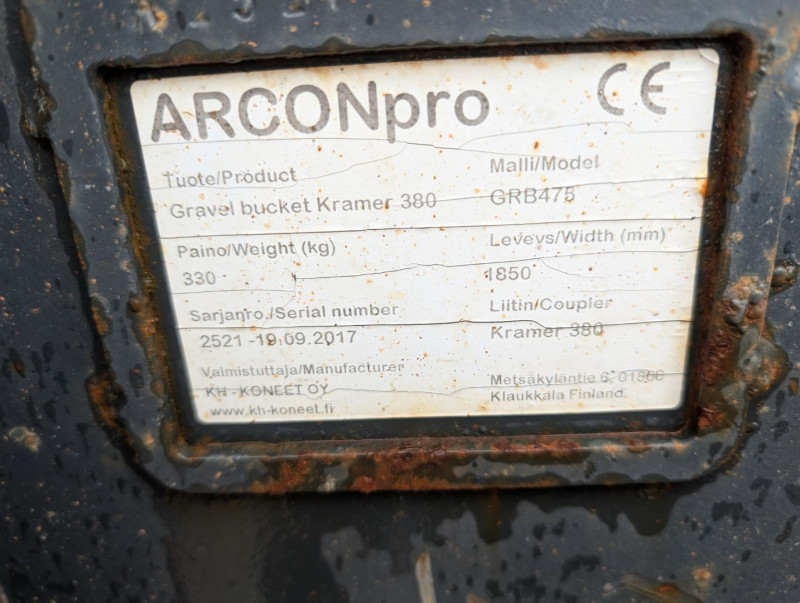 ARCONpro CE
Tuote/Product
Gravel bucket Kramer 380
Malli/Model
GRB475
Paino/Weight (kg)
330
Leveys/Width (mm)
1850
Sarjanro./Serial number
2521 -19.09.2017
Liitin/Coupler
Kramer 380
Valmistuttaja/Manufacturer
KH - KONEET OY
www.kh-koneet.fi
Metsäkyläntie 6, 01800
Klaukkala Finland.